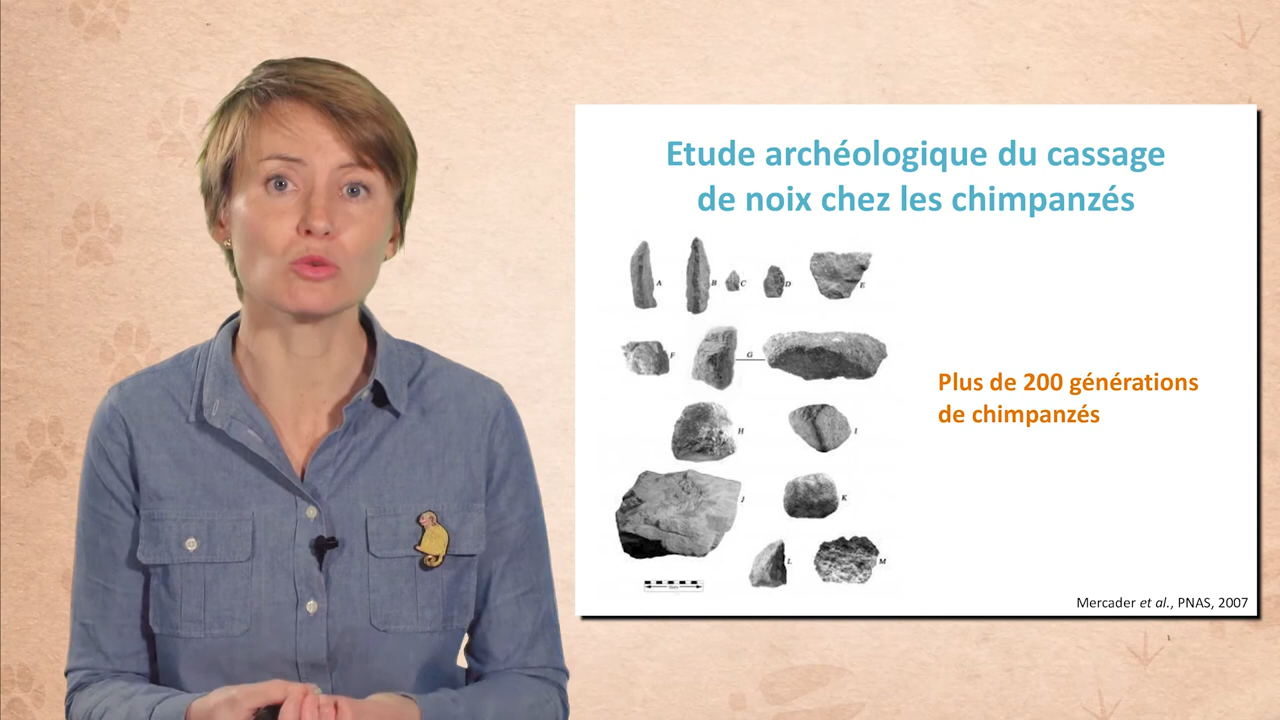 Etude archéologique du cassage
de noix chez les chimpanzés
A
B
C
D
E
F
G
H
I
J
K
L
M
Plus de 200 générations
de chimpanzés
Mercader et al., PNAS, 2007